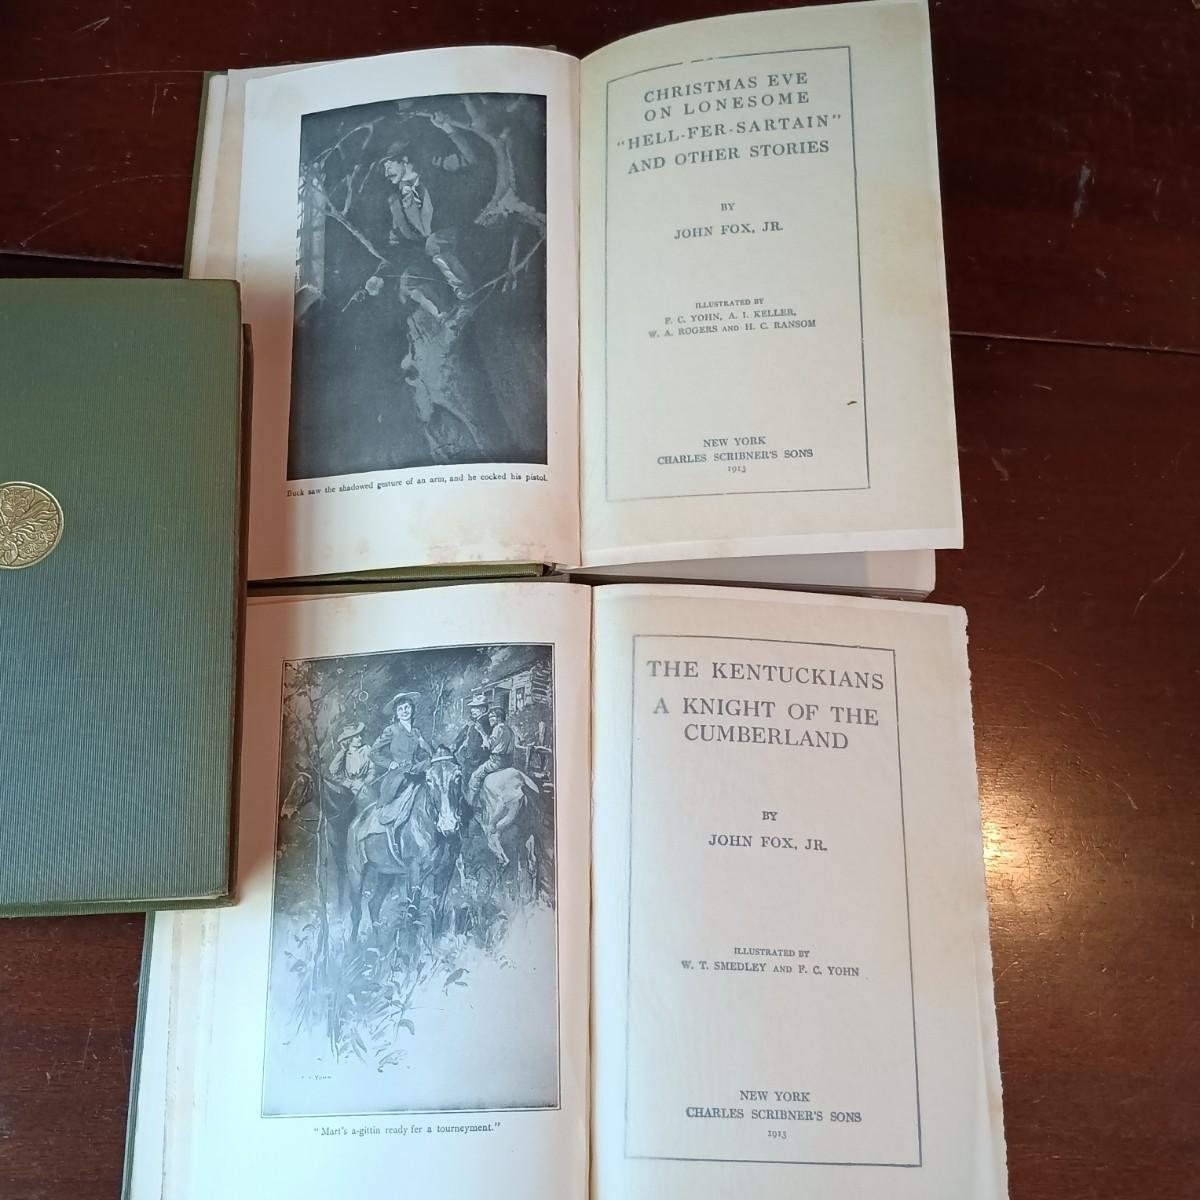 CHRISTMAS EVE
ON LONESOME
"HELL-FER-SARTAIN"
AND OTHER STORIES
BY
JOHN FOX, JR.
ILLUSTRATED BY
F. C. YOHN, A. I. KELLER,
W. A. ROGERS AND H. C. RANSOM
NEW YORK
CHARLES SCRIBNER'S SONS
1913
Buck saw the shadowed gesture of an arm, and he cocked his pistol.
THE KENTUCKIANS
A KNIGHT OF THE
CUMBERLAND
BY
JOHN FOX, JR.
ILLUSTRATED BY
W. T. SMEDLEY AND F. C. YOHN
NEW YORK
CHARLES SCRIBNER'S SONS
1913
F C YOHN
"Mart's a-gittin ready fer a tourneyment."